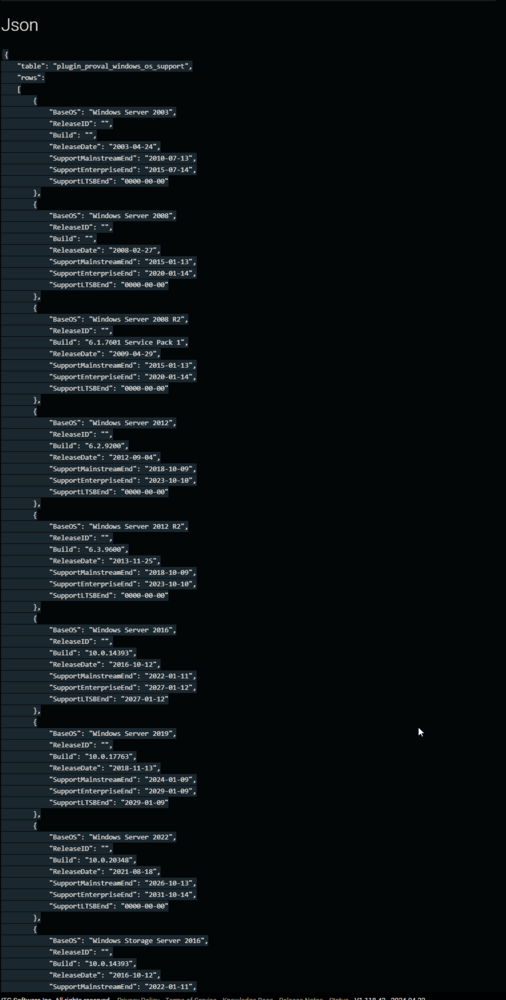 Json
{
"table": "plugin_proval_windows_os_support",
"rows":
[
{
"BaseOS": "Windows Server 2003",
"ReleaseID": "",
"Build": "",
"ReleaseDate": "2003-04-24",
"SupportMainstreamEnd": "2010-07-13",
"SupportEnterpriseEnd": "2015-07-14",
"SupportLTSBEnd": "0000-00-00"
},
{
"BaseOS": "Windows Server 2008",
"ReleaseID": "",
"Build": "",
"ReleaseDate": "2008-02-27",
"SupportMainstreamEnd": "2015-01-13",
"SupportEnterpriseEnd": "2020-01-14",
"SupportLTSBEnd": "0000-00-00"
},
{
"BaseOS": "Windows Server 2008 R2",
"ReleaseID": "",
"Build": "6.1.7601 Service Pack 1",
"ReleaseDate": "2009-04-29",
"SupportMainstreamEnd": "2015-01-13",
"SupportEnterpriseEnd": "2020-01-14",
"SupportLTSBEnd": "0000-00-00"
},
{
"BaseOS": "Windows Server 2012",
"ReleaseID": "",
"Build": "6.2.9200",
"ReleaseDate": "2012-09-04",
"SupportMainstreamEnd": "2018-10-09",
"SupportEnterpriseEnd": "2023-10-10",
"SupportLTSBEnd": "0000-00-00"
},
{
"BaseOS": "Windows Server 2012 R2",
"ReleaseID": "",
"Build": "6.3.9600",
"ReleaseDate": "2013-11-25",
"SupportMainstreamEnd": "2018-10-09",
"SupportEnterpriseEnd": "2023-10-10",
"SupportLTSBEnd": "0000-00-00"
},
{
"BaseOS": "Windows Server 2016",
"ReleaseID": "",
"Build": "10.0.14393",
"ReleaseDate": "2016-10-12",
"SupportMainstreamEnd": "2022-01-11",
"SupportEnterpriseEnd": "2027-01-12",
"SupportLTSBEnd": "2027-01-12"
},
{
"BaseOS": "Windows Server 2019",
"ReleaseID": "",
"Build": "10.0.17763",
"ReleaseDate": "2018-11-13",
"SupportMainstreamEnd": "2024-01-09",
"SupportEnterpriseEnd": "2029-01-09",
"SupportLTSBEnd": "2029-01-09"
},
{
"BaseOS": "Windows Server 2022",
"ReleaseID": "",
"Build": "10.0.20348",
"ReleaseDate": "2021-08-18",
"SupportMainstreamEnd": "2026-10-13",
"SupportEnterpriseEnd": "2031-10-14",
"SupportLTSBEnd": "0000-00-00"
},
{
"BaseOS": "Windows Storage Server 2016",
"ReleaseID": "",
"Build": "10.0.14393",
"ReleaseDate": "2016-10-12",
"SupportMainstreamEnd": "2022-01-11",